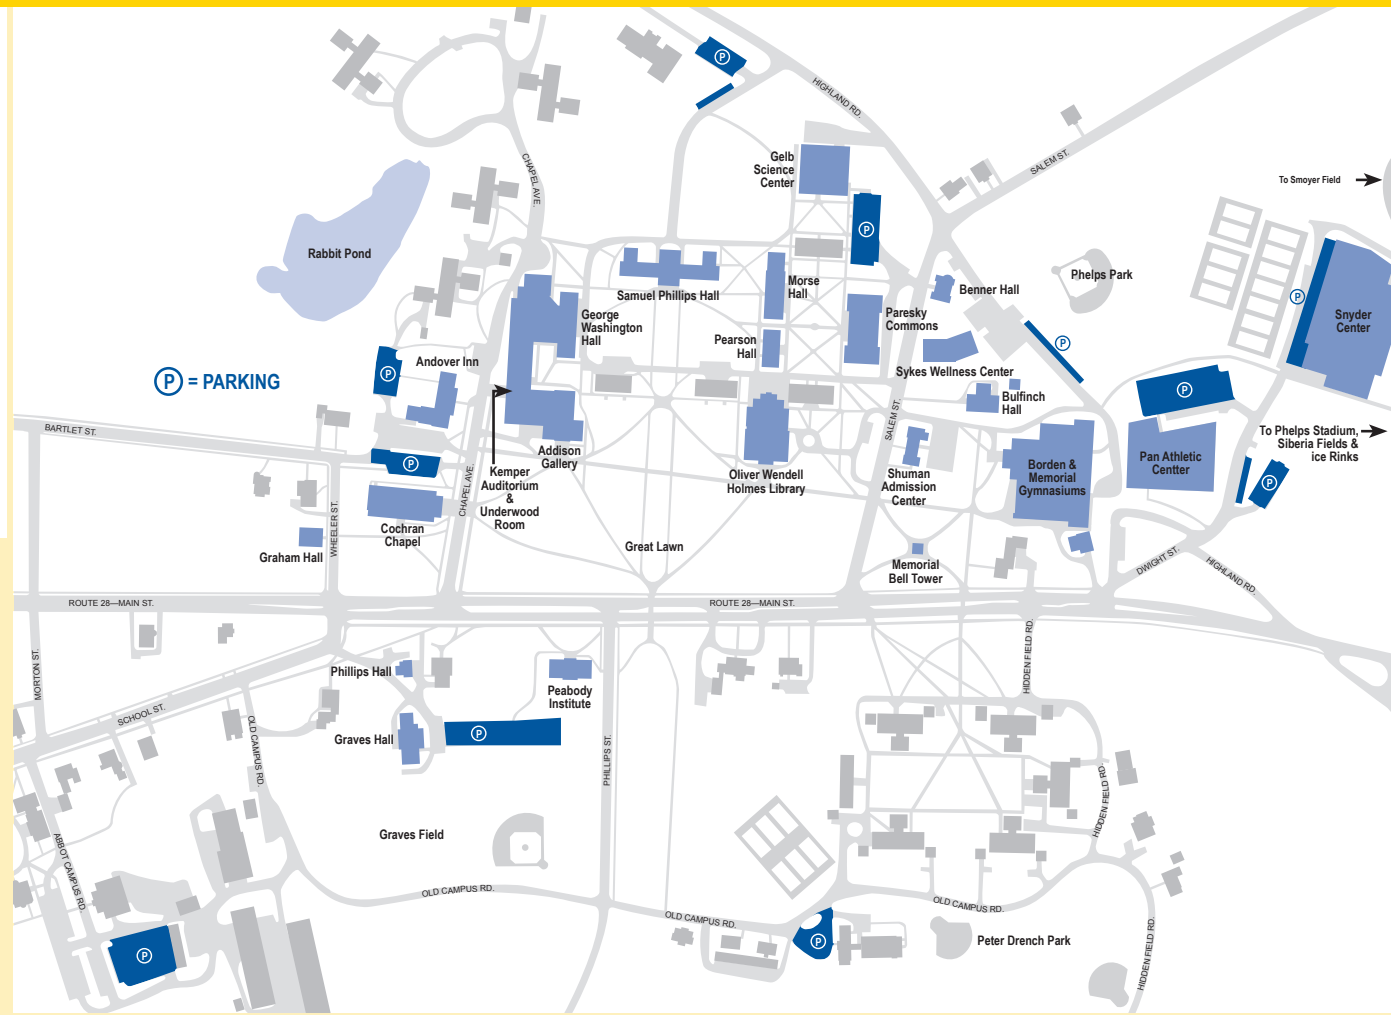 HIGHLAND RD.
CHAPEL AVE.
Gelb
Science
Center
SALEM ST.
To Smoyer Field
P
P
Rabbit Pond
Samuel Phillips Hall
Morse
Hall
Benner Hall
Phelps Park
P
Snyder
Center
George
Washington
Hall
Paresky
Commons
Pearson
Hall
P
Andover Inn
Sykes Wellness Center
P = PARKING
P
P
Bulfinch
Hall
BARTLET ST.
SALEM ST.
To Phelps Stadium,
Siberia Fields &
ice Rinks
Addison
Gallery
P
Kemper
Auditorium
&
Underwood
Room
CHAPEL AVE.
Oliver Wendell
Holmes Library
Shuman
Admission
Center
Borden &
Memorial
Gymnasiums
Pan Athletic
Cenrter
P
WHEELER ST.
Cochran
Chapel
Graham Hall
Great Lawn
Memorial
Bell Tower
DWIGHT ST.
HIGHLAND RD.
ROUTE 28—MAIN ST.
ROUTE 28—MAIN ST.
MORTON ST.
HIDDEN FIELD RD.
Phillips Hall
Peabody
Institute
SCHOOL ST.
OLD CAMPUS RD.
Graves Hall
P
PHILLIPS ST.
HIDDEN FIELD RD.
Graves Field
ABBOT CAMPUS RD.
OLD CAMPUS RD.
OLD CAMPUS RD.
OLD CAMPUS RD.
P
Peter Drench Park
HIDDEN FIELD RD.
P